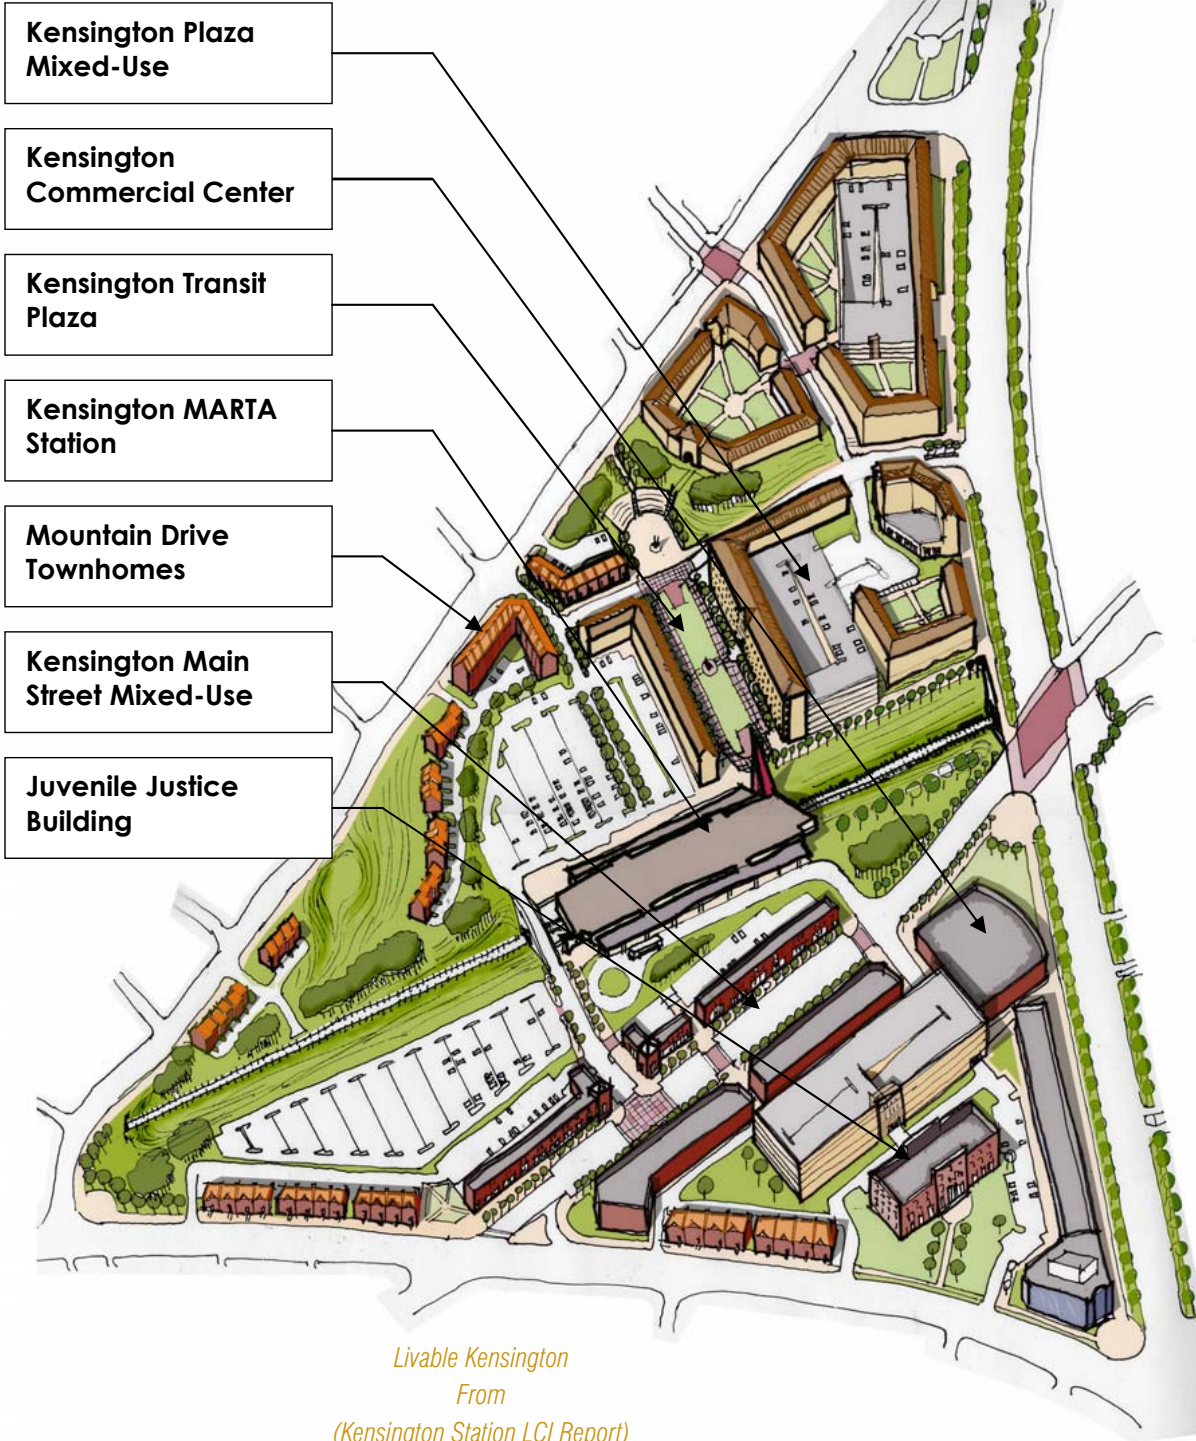 Kensington Plaza
Mixed-Use
Kensington
Commercial Center
Kensington Transit
Plaza
Kensington MARTA
Station
Mountain Drive
Townhomes
Kensington Main
Street Mixed-Use
Juvenile Justice
Building
Livable Kensington
From
(Kensington Station LCI Report)